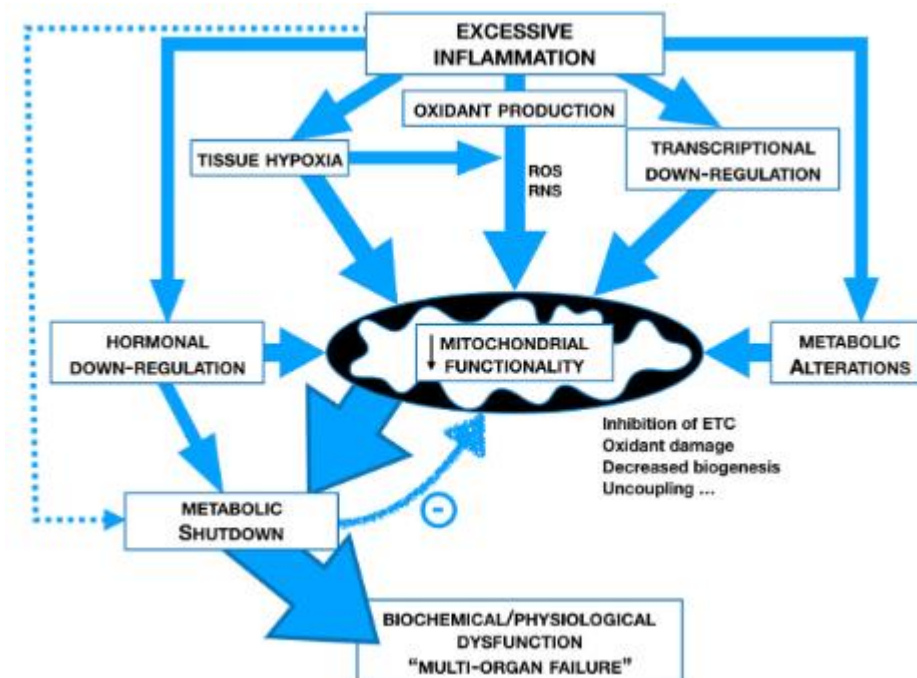 EXCESSIVE
INFLAMMATION
OXIDANT PRODUCTION
TISSUE HYPOXIA
TRANSCRIPTIONAL
DOWN-REGULATION
ROS
RNS
HORMONAL
DOWN-REGULATION
↓ MITOCHONDRIAL
FUNCTIONALITY
METABOLIC
ALTERATIONS
Inhibition of ETC
Oxidant damage
Decreased biogenesis
Uncoupling ...
METABOLIC
SHUTDOWN
-
BIOCHEMICAL/PHYSIOLOGICAL
DYSFUNCTION
“MULTI-ORGAN FAILURE”